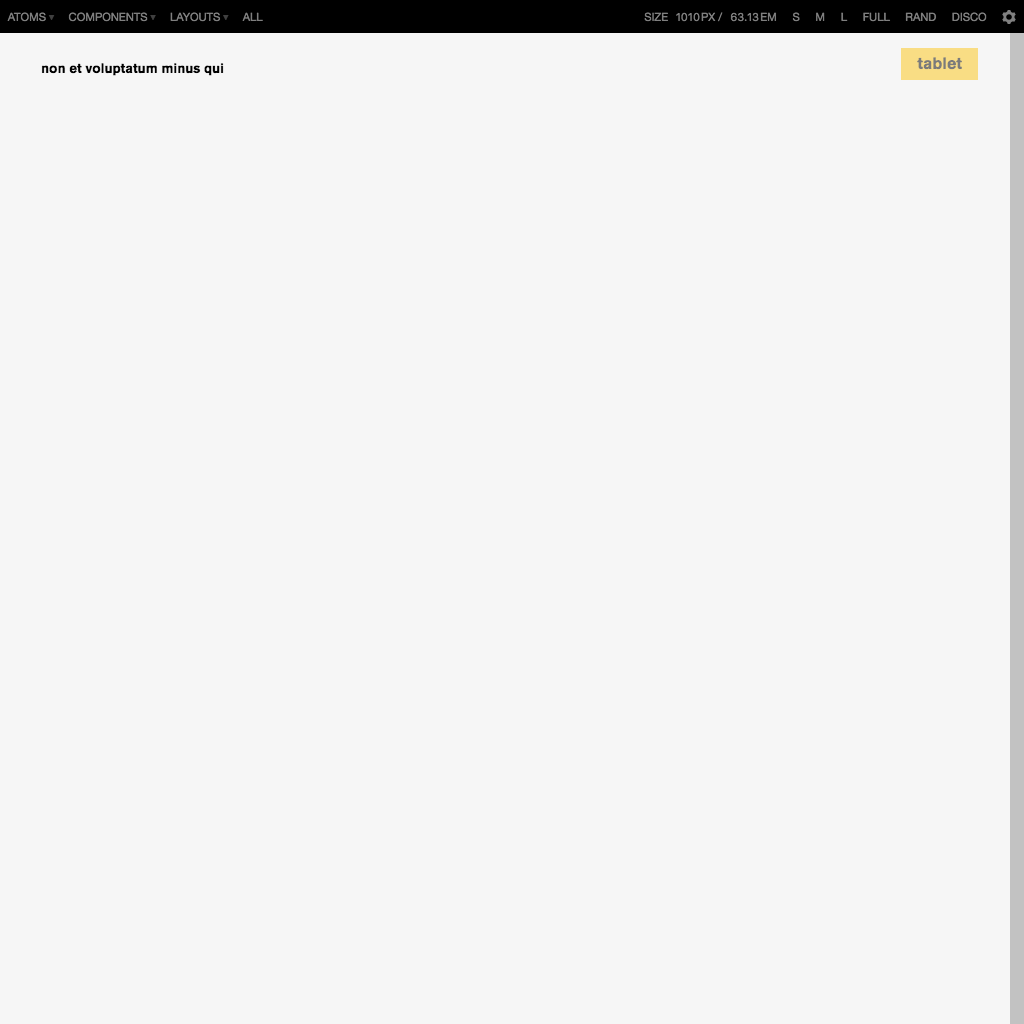 ATOMS ▾ COMPONENTS ▾ LAYOUTS ▾ ALL SIZE 1010PX / 63.13EM S M L FULL RAND DISCO
non et voluptatum minus qui
tablet